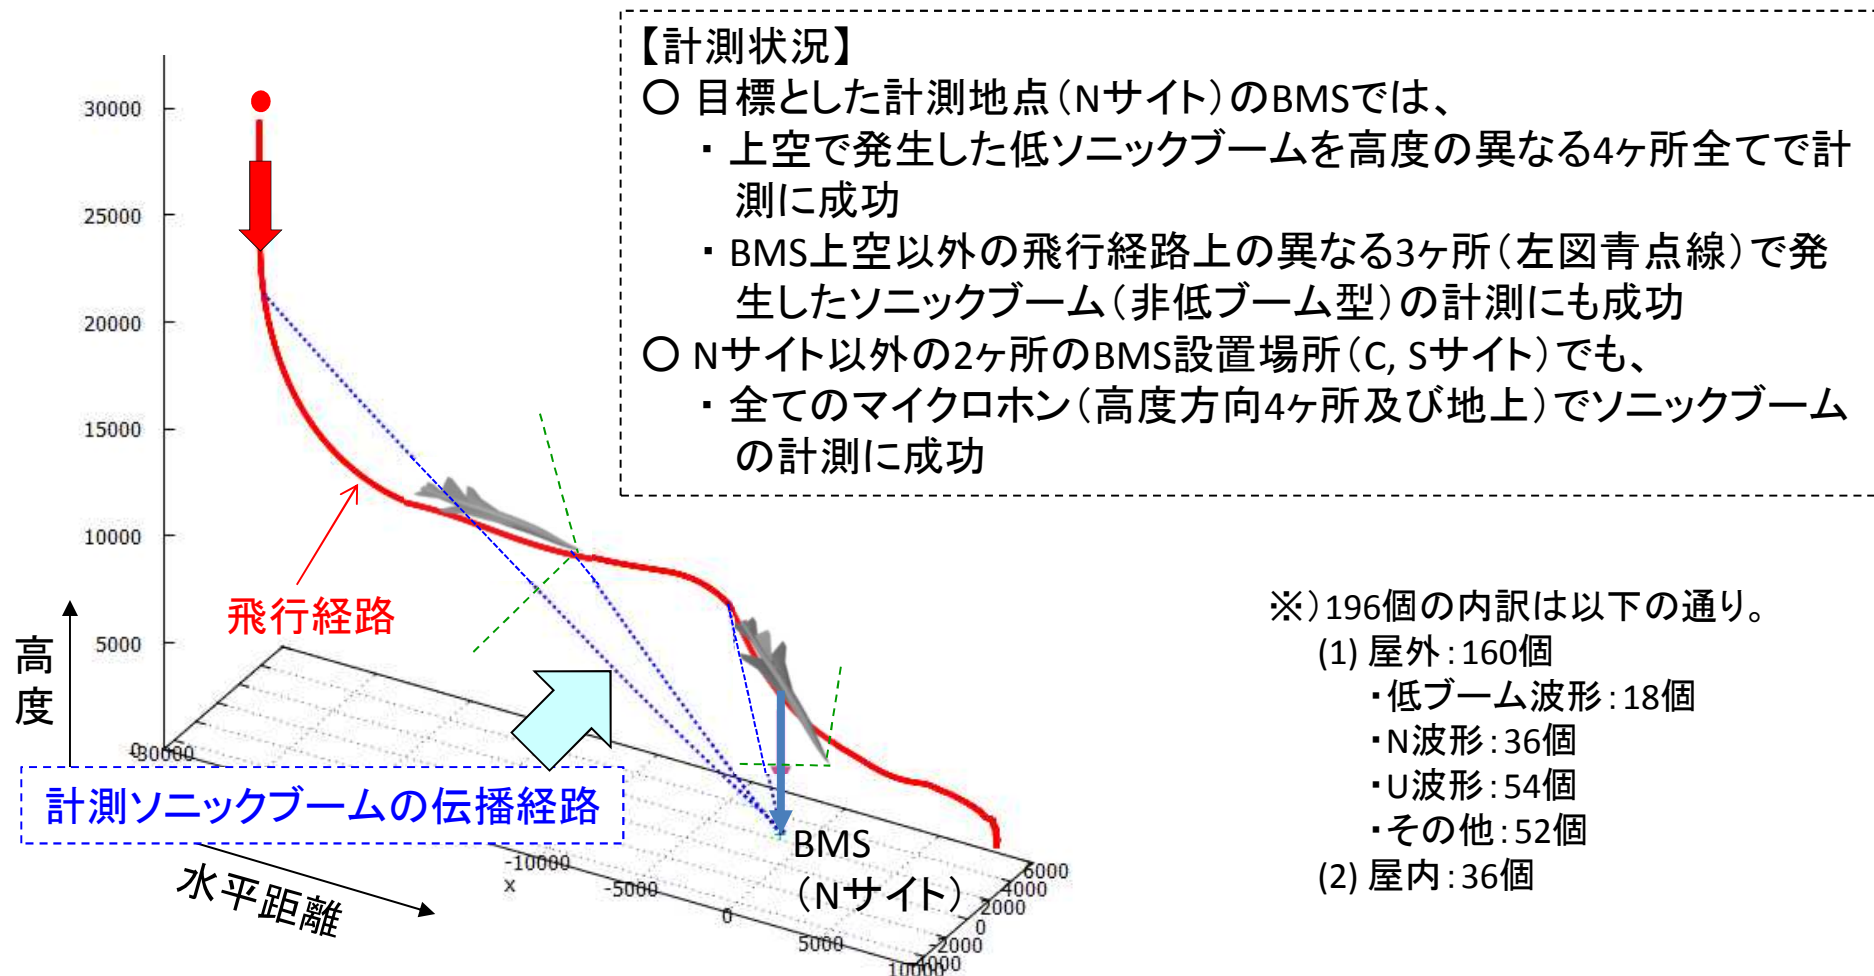 【計測状況】
○ 目標とした計測地点（Nサイト）のBMSでは、
・上空で発生した低ソニックブームを高度の異なる4ヶ所全てで計
測に成功
・BMS上空以外の飛行経路上の異なる3ヶ所（左図青点線）で発
生したソニックブーム（非低ブーム型）の計測にも成功
○ Nサイト以外の2ヶ所のBMS設置場所（C, Sサイト）でも、
・全てのマイクロホン（高度方向4ヶ所及び地上）でソニックブーム
の計測に成功
30000
25000
20000
15000
10000
5000
0
高度
飛行経路
-30000
計測ソニックブームの伝播経路
水平距離
-10000
x
-5000
0
5000
10000
BMS
（Nサイト）
6000
4000
2000
0
-2000
-4000
※）196個の内訳は以下の通り。
(1) 屋外：160個
・低ブーム波形：18個
・N波形：36個
・U波形：54個
・その他：52個
(2) 屋内：36個